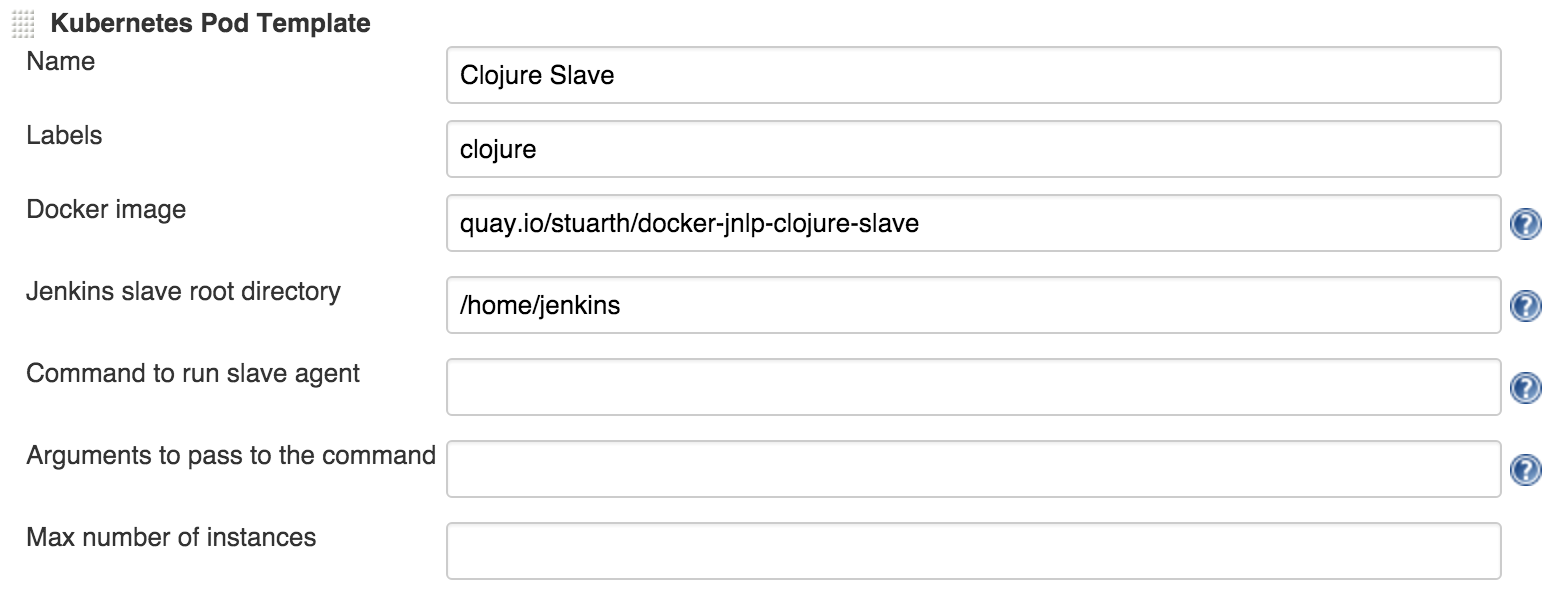 Kubernetes Pod Template
Name
Clojure Slave
Labels
clojure
Docker image
quay.io/stuarth/docker-jnlp-clojure-slave
?
Jenkins slave root directory
/home/jenkins
?
Command to run slave agent
?
Arguments to pass to the command
?
Max number of instances